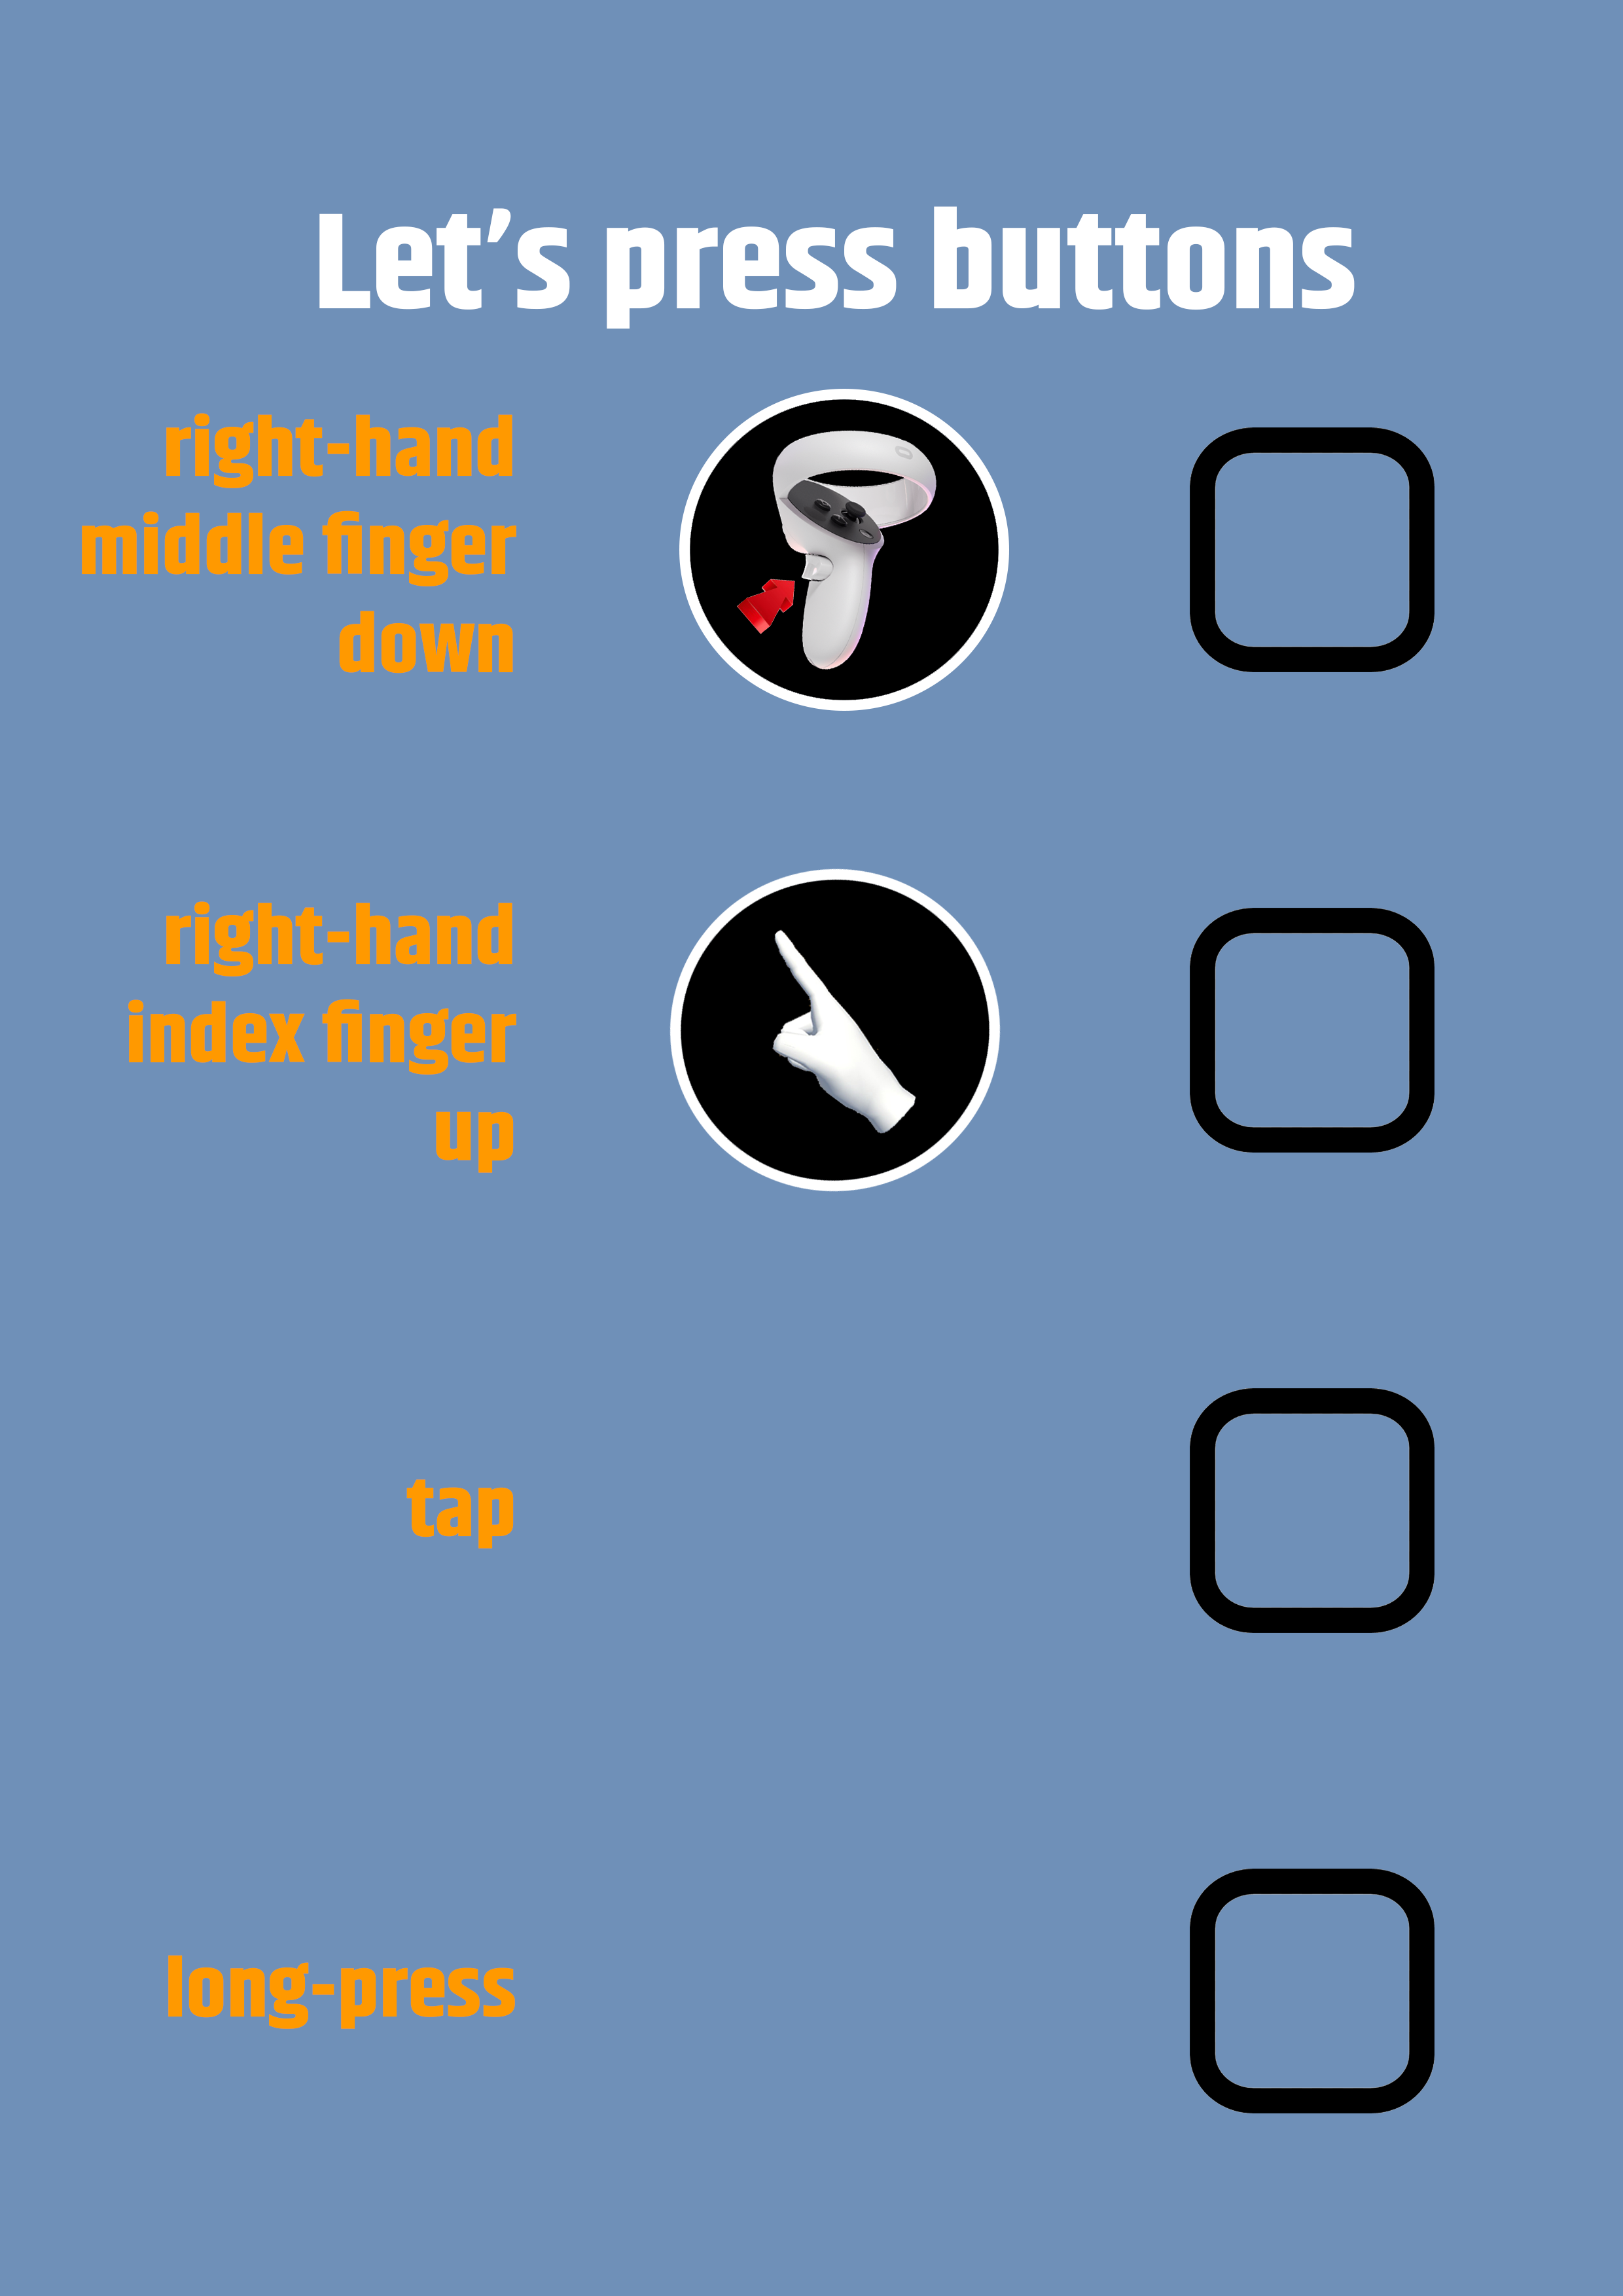 Let’s press buttons
right-hand
middle finger
down
right-hand
index finger
up
tap
long-press